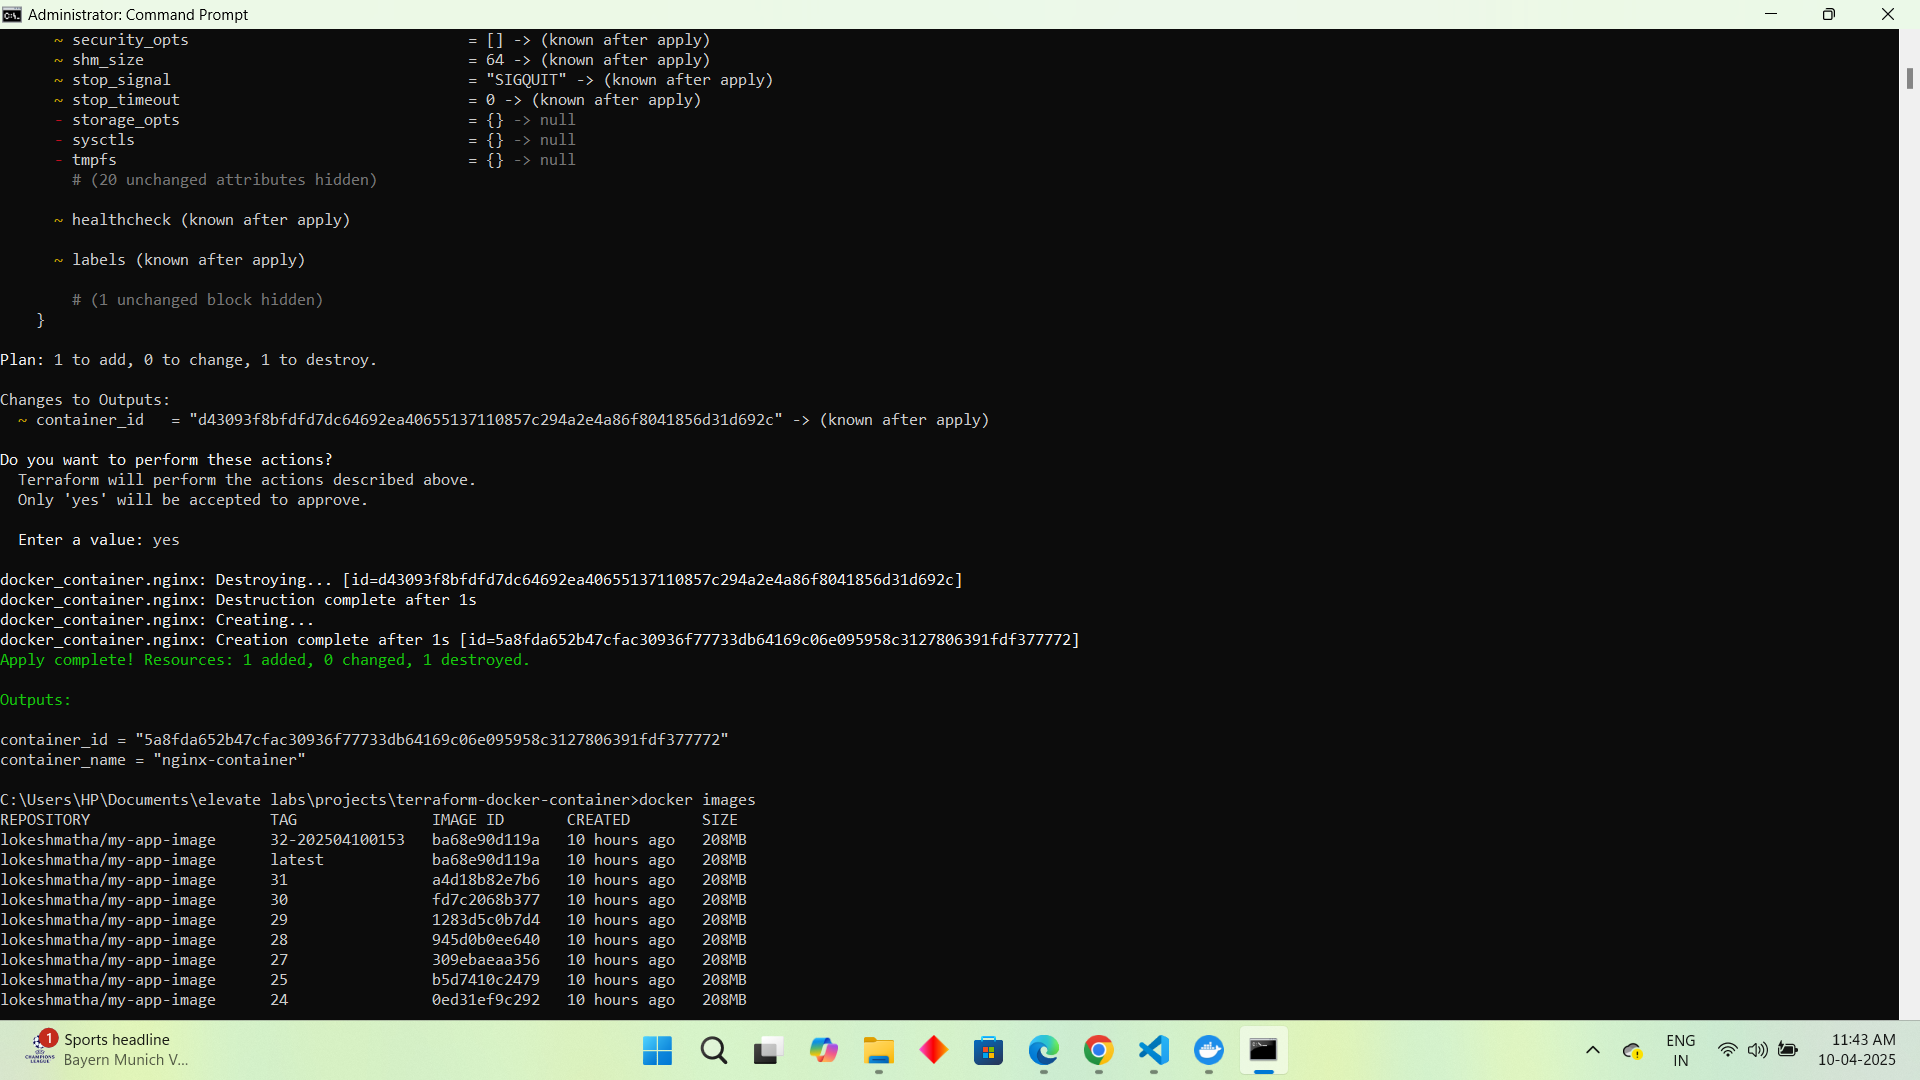 Administrator: Command Prompt
~ security_opts = [] -> (known after apply)
~ shm_size = 64 -> (known after apply)
~ stop_signal = "SIGQUIT" -> (known after apply)
~ stop_timeout = 0 -> (known after apply)
- storage_opts = {} -> null
- sysctls = {} -> null
- tmpfs = {} -> null
# (20 unchanged attributes hidden)
~ healthcheck (known after apply)
~ labels (known after apply)
# (1 unchanged block hidden)
}
Plan: 1 to add, 0 to change, 1 to destroy.
Changes to Outputs:
~ container_id = "d43093f8bfdfd7dc64692ea40655137110857c294a2e4a86f8041856d31d692c" -> (known after apply)
Do you want to perform these actions?
Terraform will perform the actions described above.
Only 'yes' will be accepted to approve.
Enter a value: yes
docker_container.nginx: Destroying... [id=d43093f8bfdfd7dc64692ea40655137110857c294a2e4a86f8041856d31d692c]
docker_container.nginx: Destruction complete after 1s
docker_container.nginx: Creating...
docker_container.nginx: Creation complete after 1s [id=5a8fda652b47cfac30936f77733db64169c06e095958c3127806391fdf377772]
Apply complete! Resources: 1 added, 0 changed, 1 destroyed.
Outputs:
container_id = "5a8fda652b47cfac30936f77733db64169c06e095958c3127806391fdf377772"
container_name = "nginx-container"
C:\Users\HP\Documents\elevate labs\projects\terraform-docker-container>docker images
REPOSITORY TAG IMAGE ID CREATED SIZE
lokeshmatha/my-app-image 32-202504100153 ba68e90d119a 10 hours ago 208MB
lokeshmatha/my-app-image latest ba68e90d119a 10 hours ago 208MB
lokeshmatha/my-app-image 31 a4d18b82e7b6 10 hours ago 208MB
lokeshmatha/my-app-image 30 fd7c2068b377 10 hours ago 208MB
lokeshmatha/my-app-image 29 1283d5c0b7d4 10 hours ago 208MB
lokeshmatha/my-app-image 28 945d0b0ee640 10 hours ago 208MB
lokeshmatha/my-app-image 27 309ebaeaa356 10 hours ago 208MB
lokeshmatha/my-app-image 25 b5d7410c2479 10 hours ago 208MB
lokeshmatha/my-app-image 24 0ed31ef9c292 10 hours ago 208MB
1
Sports headline
Bayern Munich V...
ENG
IN
11:43 AM
10-04-2025